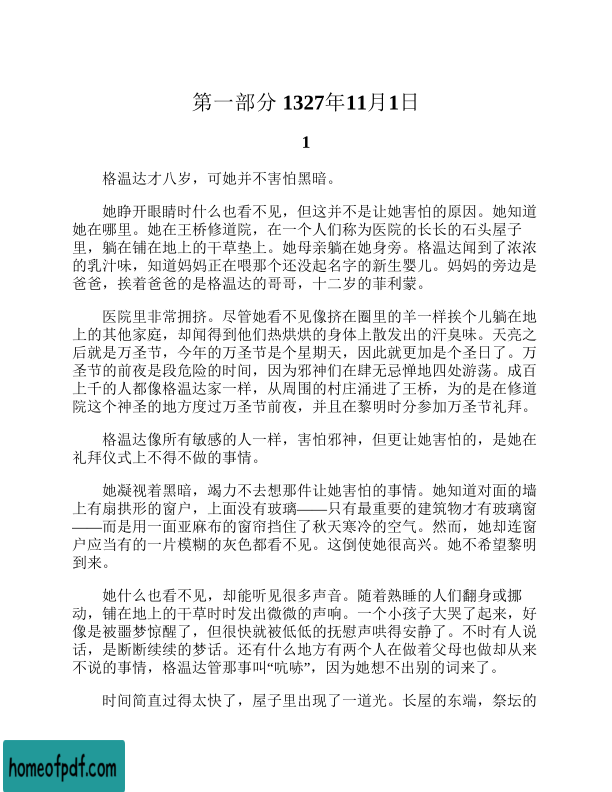 第一部分 1327年11月1日
1
格温达才八岁，可她并不害怕黑暗。
她睁开眼睛时什么也看不见，但这并不是让她害怕的原因。她知道
她在哪里。她在王桥修道院，在一个人们称为医院的长长的石头屋子
里，躺在铺在地上的干草垫上。她母亲躺在她身旁。格温达闻到了浓浓
的乳汁味，知道妈妈正在喂那个还没起名字的新生婴儿。妈妈的旁边是
爸爸，挨着爸爸的是格温达的哥哥，十二岁的菲利蒙。
医院里非常拥挤。尽管她看不见像挤在圈里的羊一样挨个儿躺在地
上的其他家庭，却闻得到他们热烘烘的身体上散发出的汗臭味。天亮之
后就是万圣节，今年的万圣节是个星期天，因此就更加是个圣日了。万
圣节的前夜是段危险的时间，因为邪神们在肆无忌惮地四处游荡。成百
上千的人都像格温达家一样，从周围的村庄涌进了王桥，为的是在修道
院这个神圣的地方度过万圣节前夜，并且在黎明时分参加万圣节礼拜。
格温达像所有敏感的人一样，害怕邪神，但更让她害怕的，是她在
礼拜仪式上不得不做的事情。
她凝视着黑暗，竭力不去想那件让她害怕的事情。她知道对面的墙
上有扇拱形的窗户，上面没有玻璃——只有最重要的建筑物才有玻璃窗
——而是用一面亚麻布的窗帘挡住了秋天寒冷的空气。然而，她却连窗
户应当有的一片模糊的灰色都看不见。这倒使她很高兴。她不希望黎明
到来。
她什么也看不见，却能听见很多声音。随着熟睡的人们翻身或挪
动，铺在地上的干草时时发出微微的声响。一个小孩子大哭了起来，好
像是被噩梦惊醒了，但很快就被低低的抚慰声哄得安静了。不时有人说
话，是断断续续的梦话。还有什么地方有两个人在做着父母也做却从来
不说的事情，格温达管那事叫“吭哧”，因为她想不出别的词来了。
时间简直过得太快了，屋子里出现了一道光。长屋的东端，祭坛的
homeofpdf.com